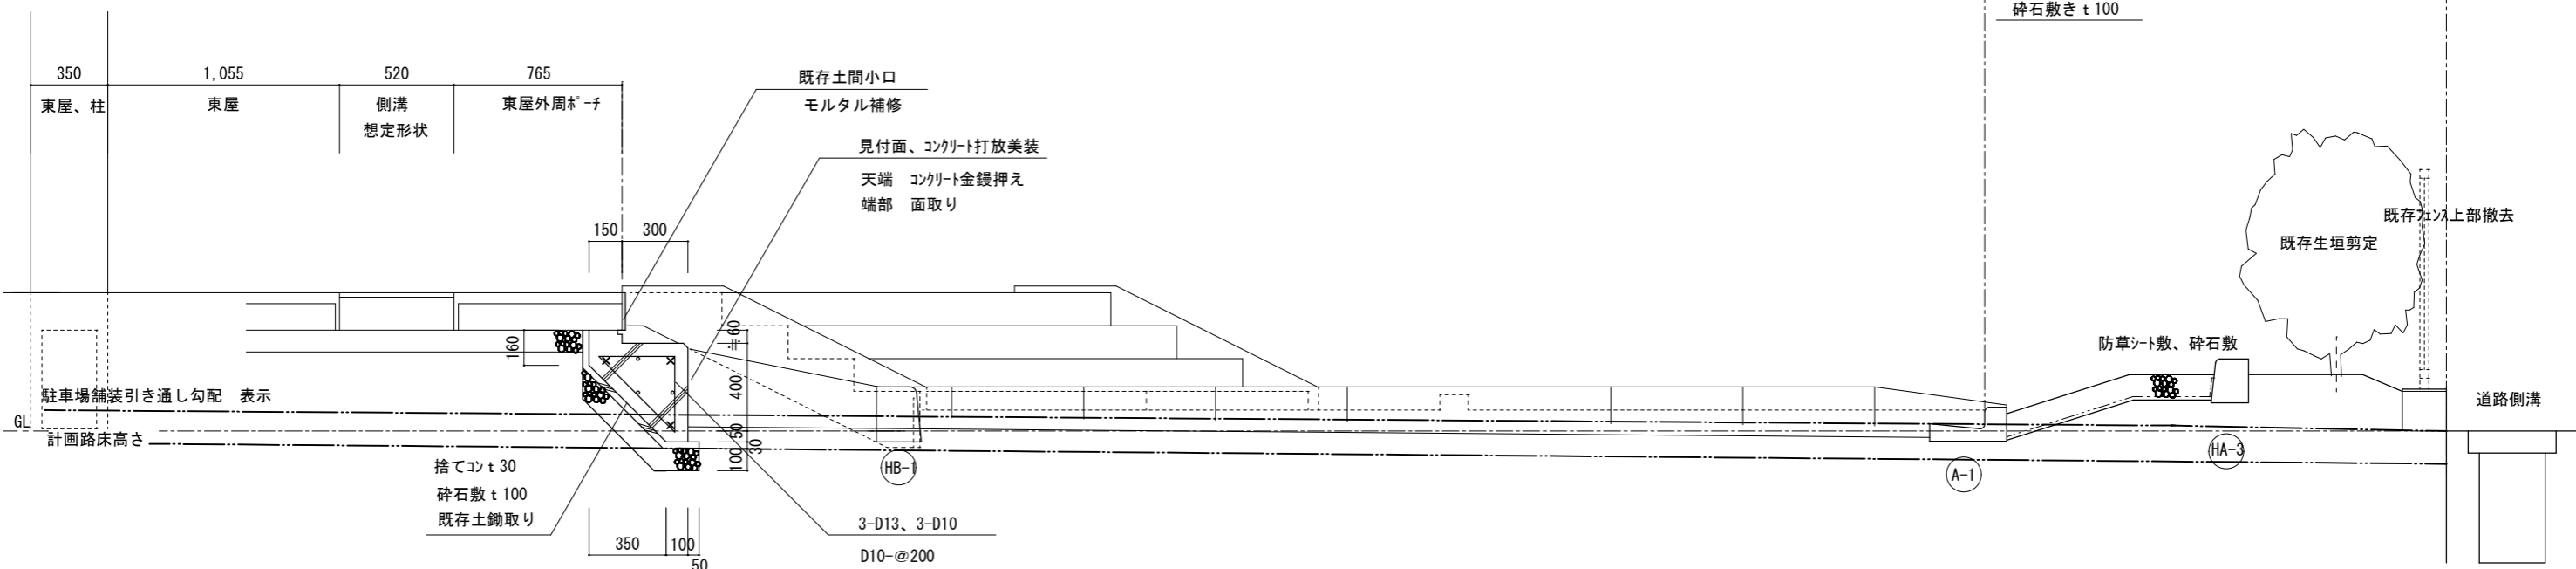 砕石敷き t 100
350
1,055
520
765
東屋、柱
東屋
側溝
想定形状
東屋外周ﾎﾟｰﾁ
既存土間小口
モルタル補修
見付面、ｺﾝｸﾘｰﾄ打放美装
天端 ｺﾝｸﾘｰﾄ金鏝押え
端部 面取り
150
300
既存ﾌｪﾝｽ上部撤去
既存生垣剪定
160
≒60
400
50
100
30
防草ｼｰﾄ敷、砕石敷
駐車場舗装引き通し勾配 表示
GL
計画路床高さ
道路側溝
HB-1
A-1
HA-3
捨てｺﾝ t 30
砕石敷 t 100
既存土鋤取り
3-D13、3-D10
D10-@200
350
100
50